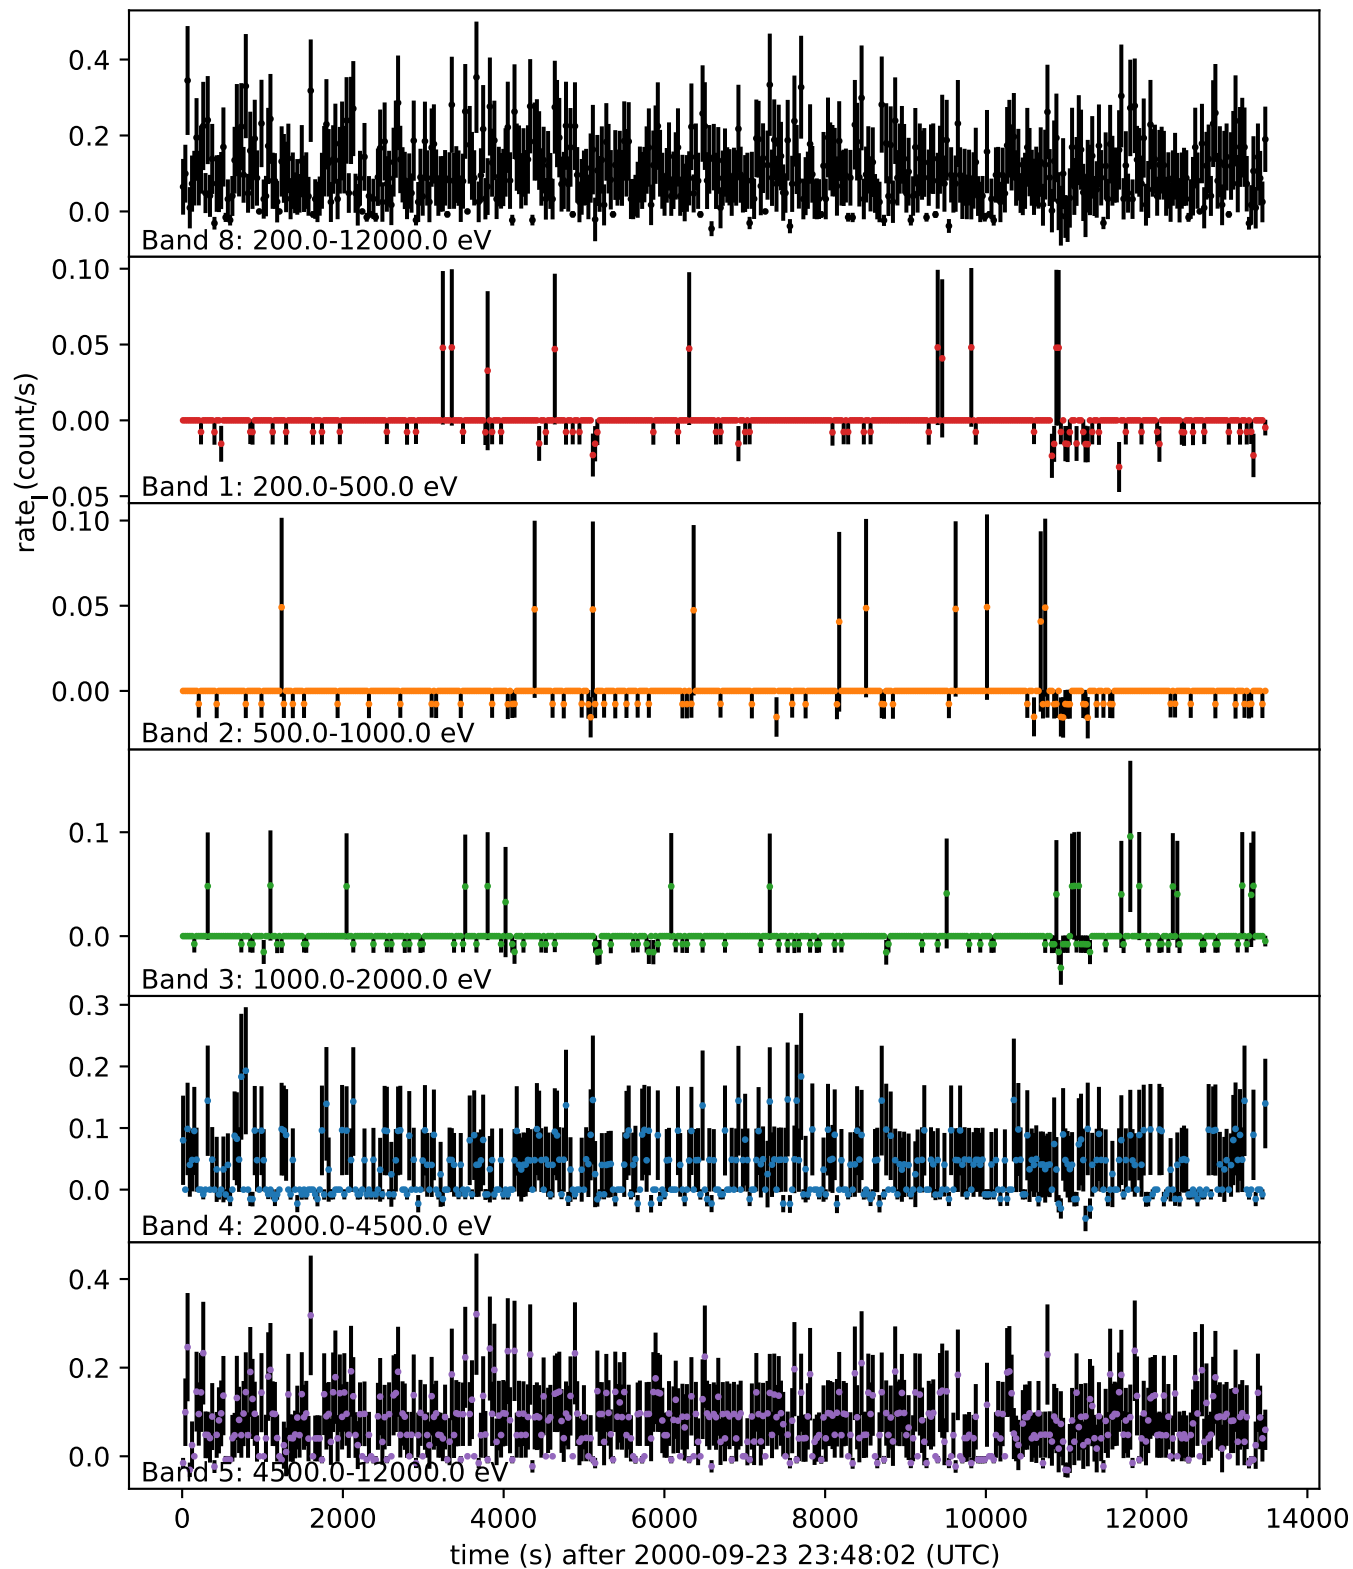 0.4
0.2
0.0
Band 8: 200.0-12000.0 eV
0.10
0.05
0.00
−0.05
Band 1: 200.0-500.0 eV
rate (count/s)
0.10
0.05
0.00
Band 2: 500.0-1000.0 eV
0.1
0.0
Band 3: 1000.0-2000.0 eV
0.3
0.2
0.1
0.0
Band 4: 2000.0-4500.0 eV
0.4
0.2
0.0
Band 5: 4500.0-12000.0 eV
0 2000 4000 6000 8000 10000 12000 14000
time (s) after 2000-09-23 23:48:02 (UTC)